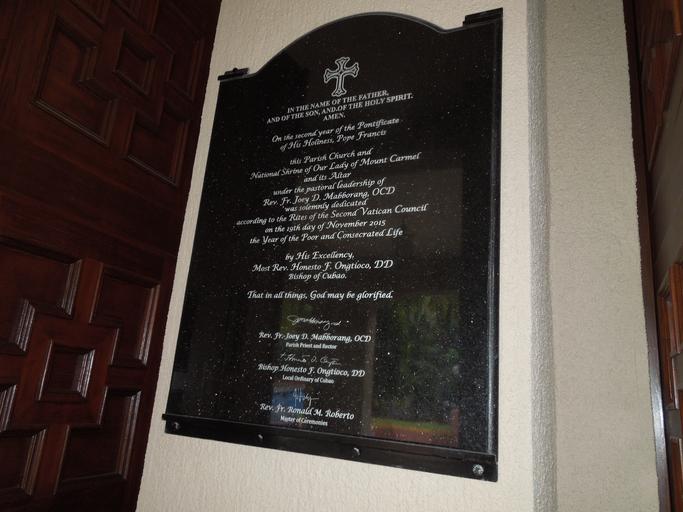 IN THE NAME OF THE FATHER,
AND OF THE SON, AND.OF THE HOLY SPIRIT.
AMEN.
On the second year of the Pontificate
of His Holiness, Pope Francis
this Parish Church and
National Shrine of Our Lady of Mount Carmel
and its Altar
under the pastoral leadership of
Rev. Fr. Joey D. Mabborang, OCD
was solemnly dedicated
according to the Rites of the Second Vatican Council
on the 19th day of November 2015
the Year of the Poor and Consecrated Life
by His Excellency,
Most Rev. Honesto F. Ongtioco, DD
Bishop of Cubao.
That in all things, God may be glorified.
Rev. Fr. Joey D. Mabborang, OCD
Parish Priest and Rector
Bishop Honesto F. Ongtioco, DD
Local Ordinary of Cubao
Rev. Fr. Ronald M. Roberto
Master of Ceremonies